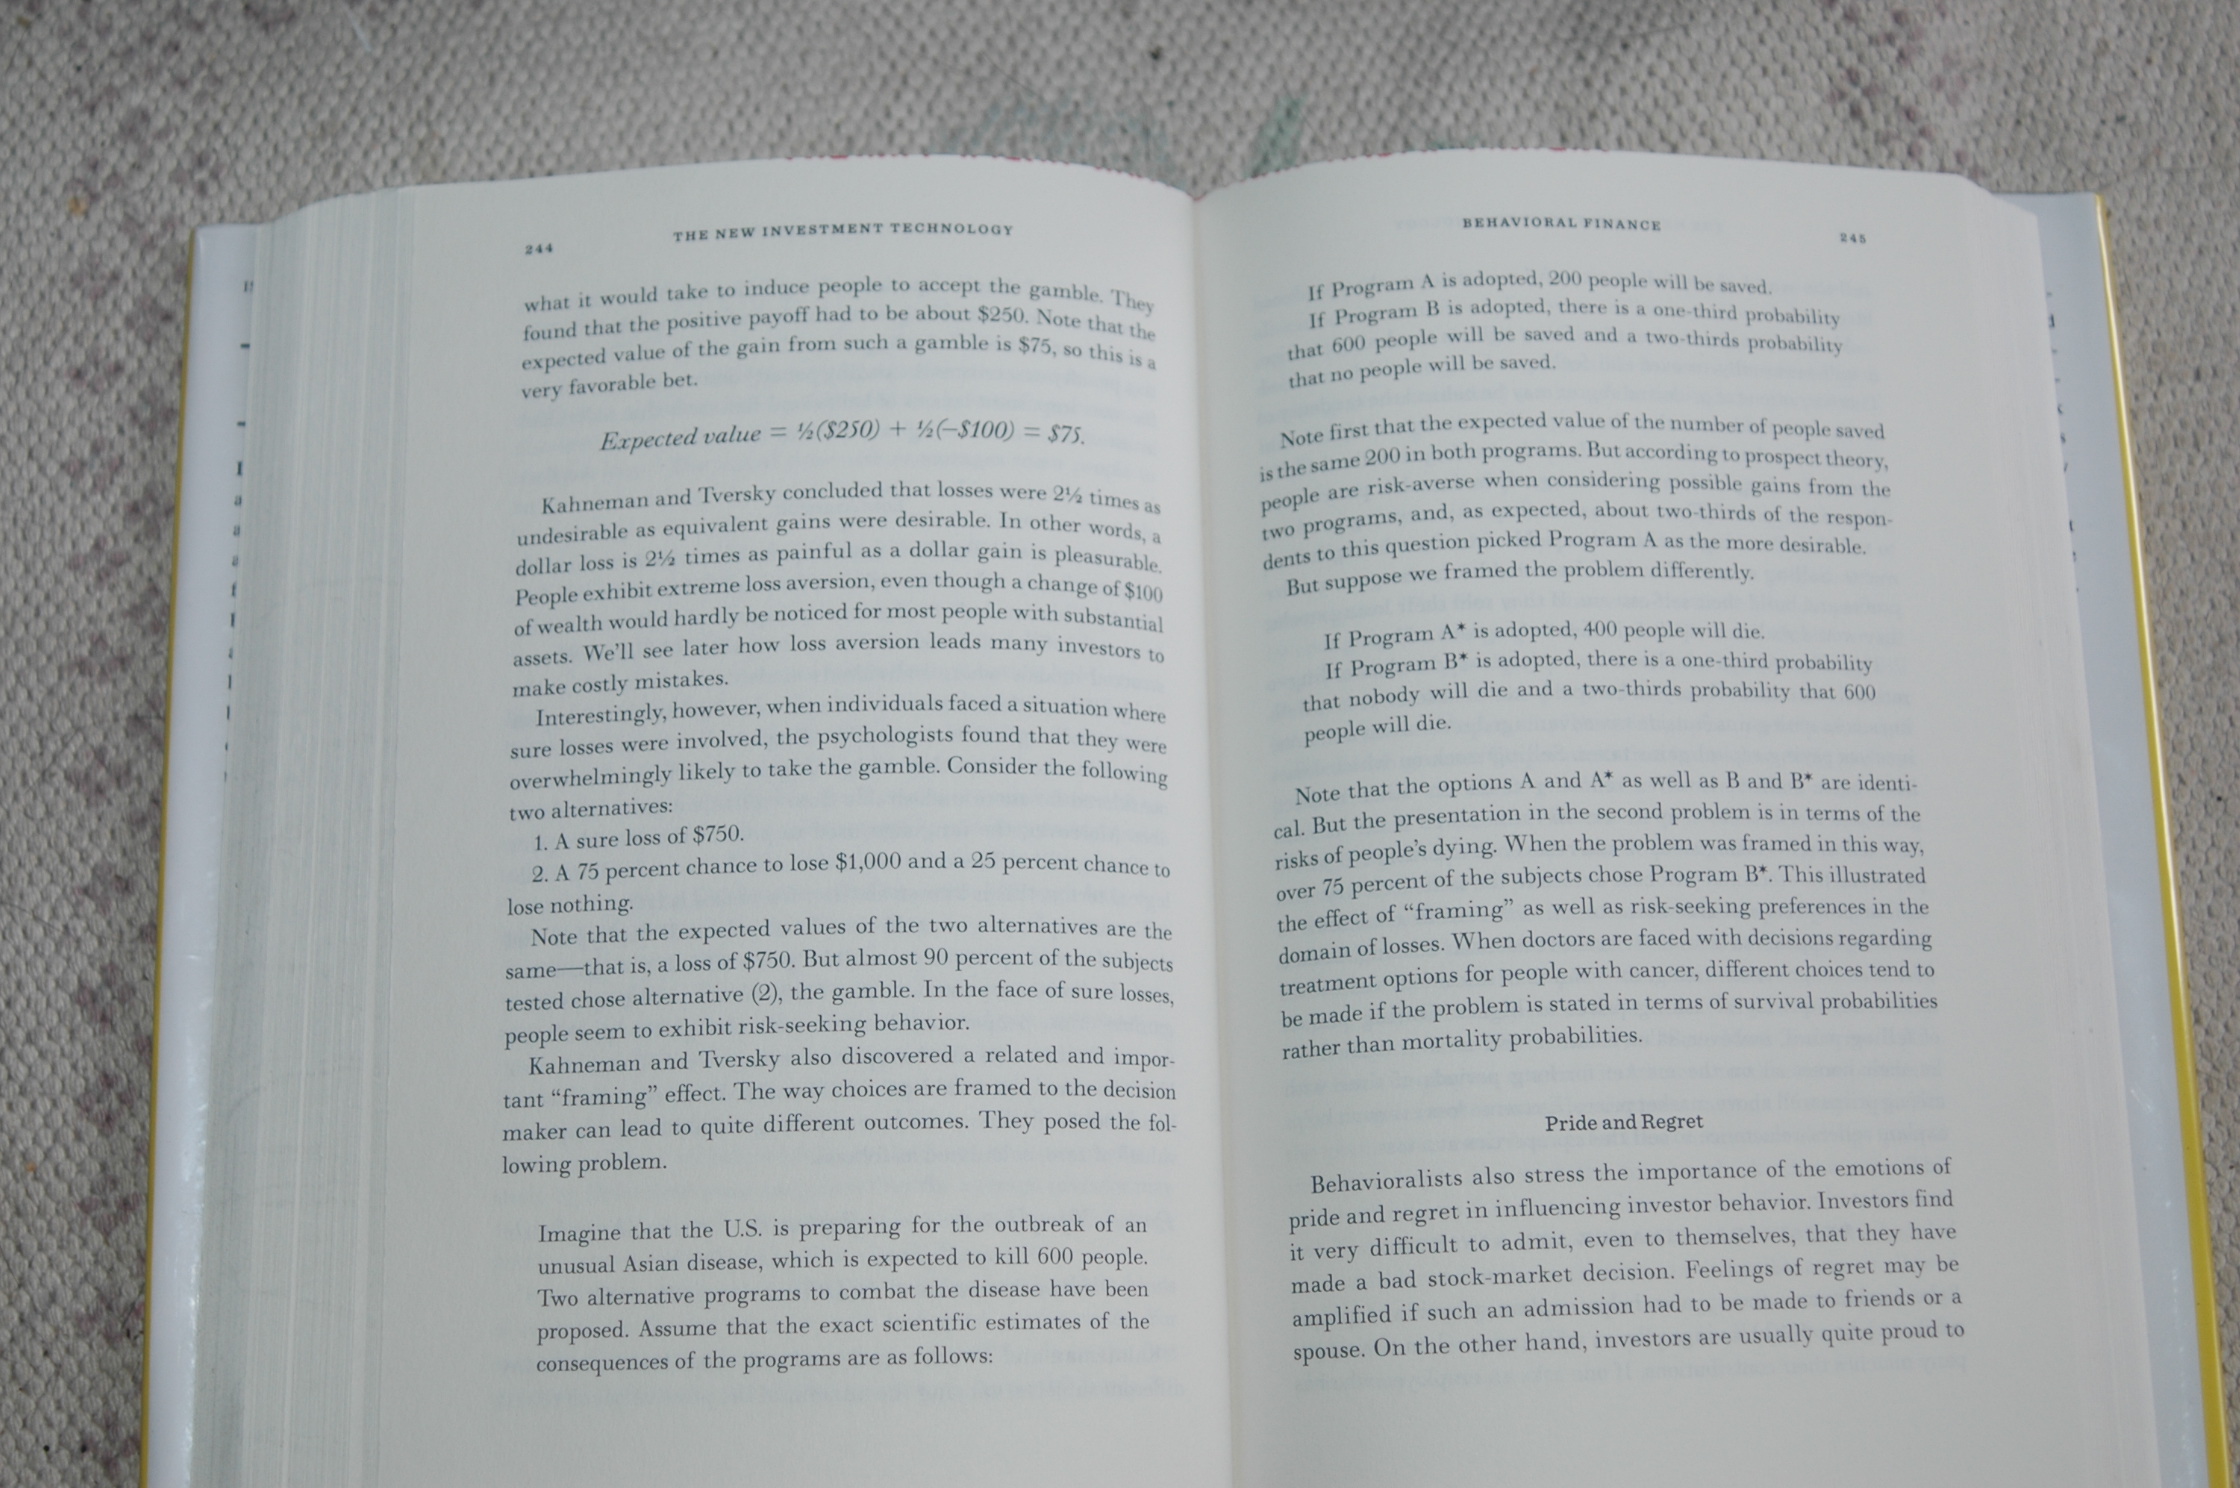 244
THE NEW INVESTMENT TECHNOLOGY
what it would take to induce people to accept the gamble. They
found that the positive payoff had to be about $250. Note that the
expected value of the gain from such a gamble is $75, so this is a
very favorable bet.
Expected value = ½($250) + ½(–$100) = $75.
Kahneman and Tversky concluded that losses were 2½ times as
undesirable as equivalent gains were desirable. In other words, a
dollar loss is 2½ times as painful as a dollar gain is pleasurable.
People exhibit extreme loss aversion, even though a change of $100
of wealth would hardly be noticed for most people with substantial
assets. We'll see later how loss aversion leads many investors to
make costly mistakes.
Interestingly, however, when individuals faced a situation where
sure losses were involved, the psychologists found that they were
overwhelmingly likely to take the gamble. Consider the following
two alternatives:
1. A sure loss of $750.
2. A 75 percent chance to lose $1,000 and a 25 percent chance to
lose nothing.
Note that the expected values of the two alternatives are the
same—that is, a loss of $750. But almost 90 percent of the subjects
tested chose alternative (2), the gamble. In the face of sure losses,
people seem to exhibit risk-seeking behavior.
Kahneman and Tversky also discovered a related and impor-
tant “framing” effect. The way choices are framed to the decision
maker can lead to quite different outcomes. They posed the fol-
lowing problem.
Imagine that the U.S. is preparing for the outbreak of an
unusual Asian disease, which is expected to kill 600 people.
Two alternative programs to combat the disease have been
proposed. Assume that the exact scientific estimates of the
consequences of the programs are as follows:
BEHAVIORAL FINANCE
245
If Program A is adopted, 200 people will be saved.
If Program B is adopted, there is a one-third probability
that 600 people will be saved and a two-thirds probability
that no people will be saved.
Note first that the expected value of the number of people saved
is the same 200 in both programs. But according to prospect theory,
people are risk-averse when considering possible gains from the
two programs, and, as expected, about two-thirds of the respon-
dents to this question picked Program A as the more desirable.
But suppose we framed the problem differently.
If Program A* is adopted, 400 people will die.
If Program B* is adopted, there is a one-third probability
that nobody will die and a two-thirds probability that 600
people will die.
Note that the options A and A* as well as B and B* are identi-
cal. But the presentation in the second problem is in terms of the
risks of people's dying. When the problem was framed in this way,
over 75 percent of the subjects chose Program B*. This illustrated
the effect of “framing” as well as risk-seeking preferences in the
domain of losses. When doctors are faced with decisions regarding
treatment options for people with cancer, different choices tend to
be made if the problem is stated in terms of survival probabilities
rather than mortality probabilities.
Pride and Regret
Behavioralists also stress the importance of the emotions of
pride and regret in influencing investor behavior. Investors find
it very difficult to admit, even to themselves, that they have
made a bad stock-market decision. Feelings of regret may be
amplified if such an admission had to be made to friends or a
spouse. On the other hand, investors are usually quite proud to